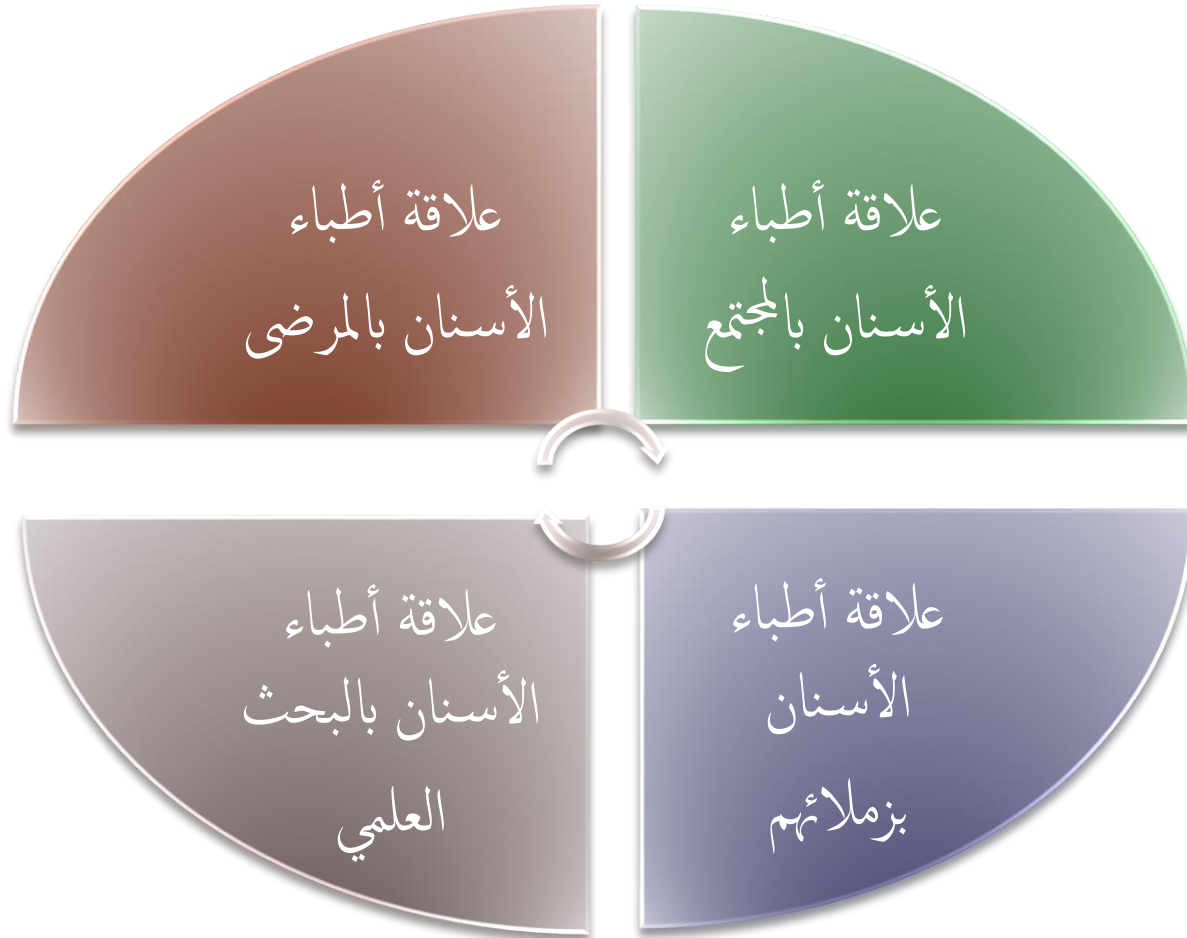 علاقة أطباء
الأسنان بالمجتمع
علاقة أطباء
الأسنان بالمرضى
علاقة أطباء
الأسنان
بزملائهم
علاقة أطباء
الأسنان بالبحث
العلمي